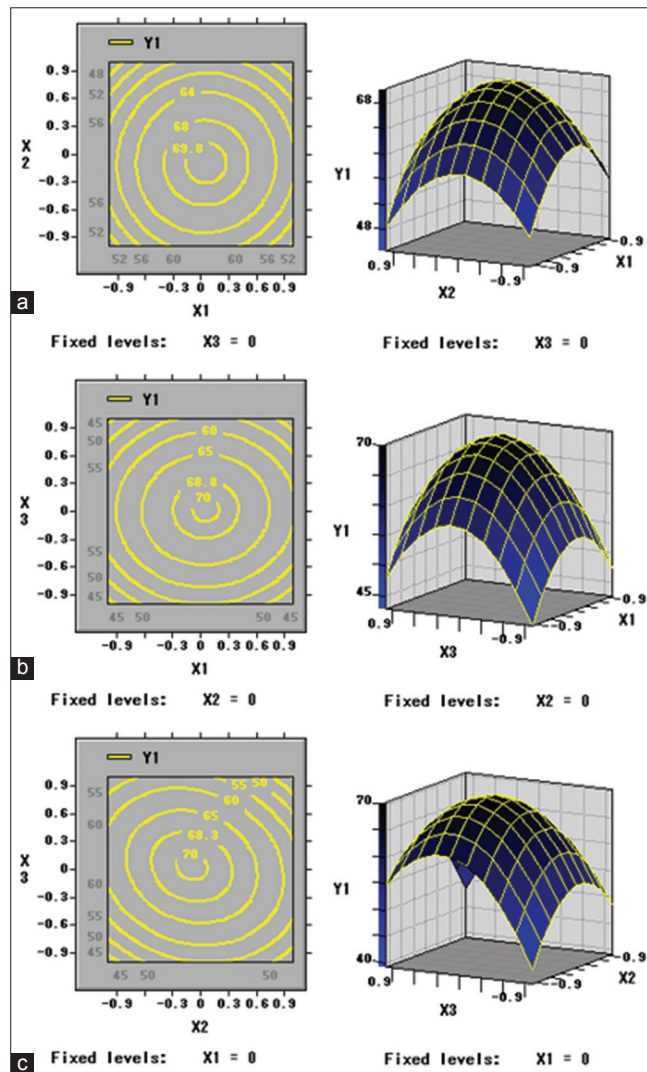 Y1
0.9
0.6
0.3
0
-0.3
-0.6
-0.9
X
2
48
52
56
56
52
64
68
69.8
52 56 60 60 56 52
-0.9 -0.3 0 0.3 0.6 0.9
X1
Fixed levels: X3 = 0
68
Y1
48
0.9 -0.9
X2
-0.9
X1
-0.9
Fixed levels: X3 = 0
a
Y1
0.9
0.6
0.3
0
-0.3
-0.6
-0.9
X
3
45
50
55
55
50
45
60
65
68.8
70
45 50 50 45
-0.9 -0.3 0 0.3 0.6 0.9
X1
Fixed levels: X2 = 0
70
Y1
45
0.9 -0.9
X3
-0.9
X1
-0.9
Fixed levels: X2 = 0
b
Y1
0.9
0.6
0.3
0
-0.3
-0.6
-0.9
X
3
55
60
60
55
50
45
55 50
60
65
68.3
70
45 50 50
-0.9 -0.3 0 0.3 0.6 0.9
X2
Fixed levels: X1 = 0
70
Y1
40
0.9 -0.9
X3
-0.9
X2
-0.9
Fixed levels: X1 = 0
c